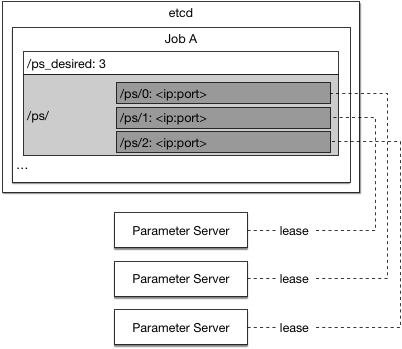 etcd
Job A
/ps_desired: 3
/ps/
/ps/0: <ip:port>
/ps/1: <ip:port>
/ps/2: <ip:port>
...
Parameter Server
lease
Parameter Server
lease
Parameter Server
lease